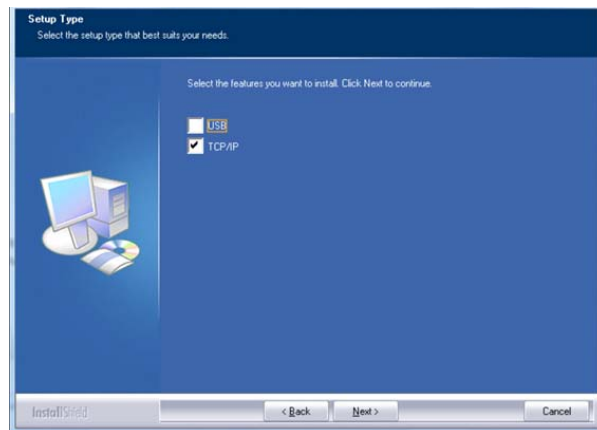 Setup Type
Select the setup type that best suits your needs.
Select the features you want to install. Click Next to continue.
USB
TCP/IP
InstallShield
< Back
Next >
Cancel